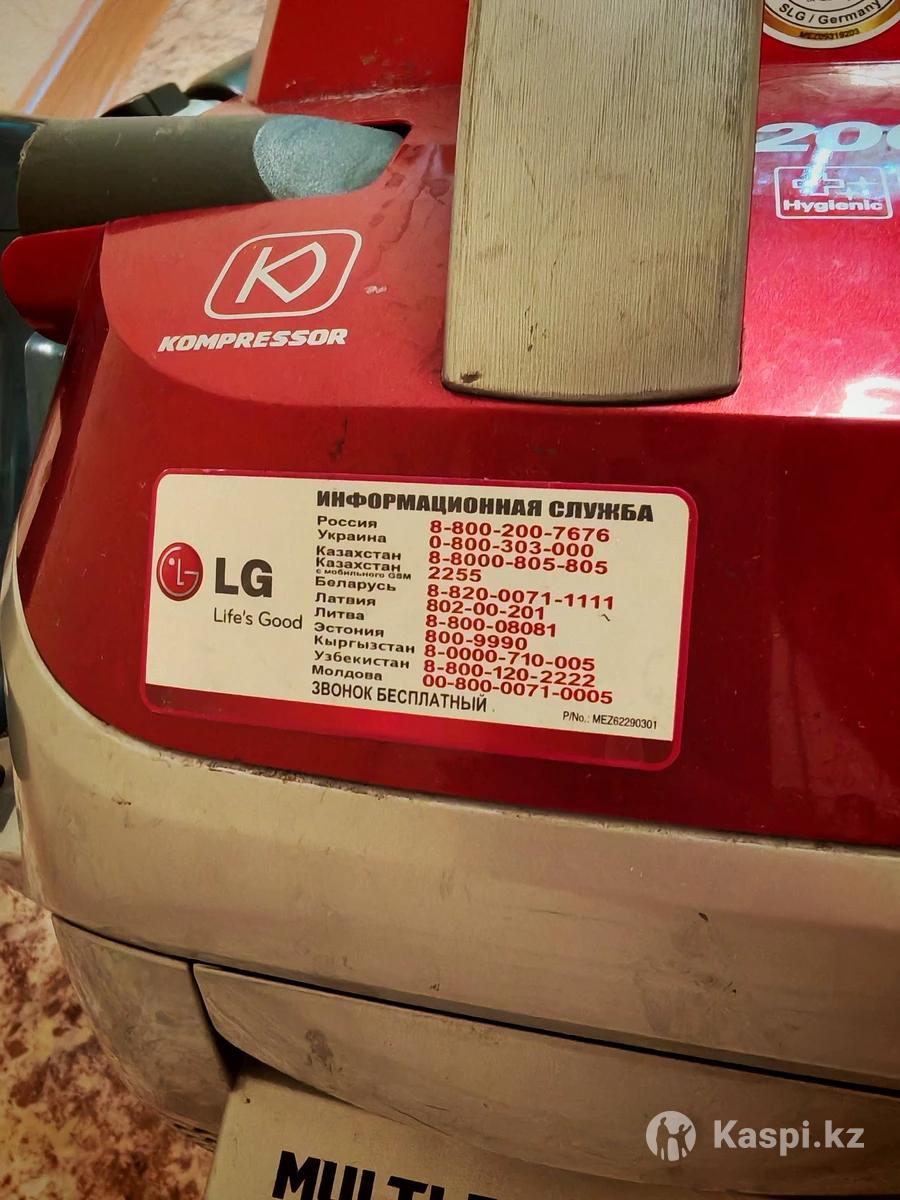 SLG / Germany
MEZ05319203
Hygienic
KOMPRESSOR
ИНФОРМАЦИОННАЯ СЛУЖБА
Россия 8-800-200-7676
Украина 0-800-303-000
Казахстан 8-8000-805-805
Казахстан с мобильного GSM 2255
Беларусь 8-820-0071-1111
Латвия 802-00-201
Литва 8-800-08081
Эстония 800-9990
Кыргызстан 8-0000-710-005
Узбекистан 8-800-120-2222
Молдова 00-800-0071-0005
ЗВОНОК БЕСПЛАТНЫЙ
P/No.: MEZ62290301
LG
Life's Good
MULTI
Kaspi.kz